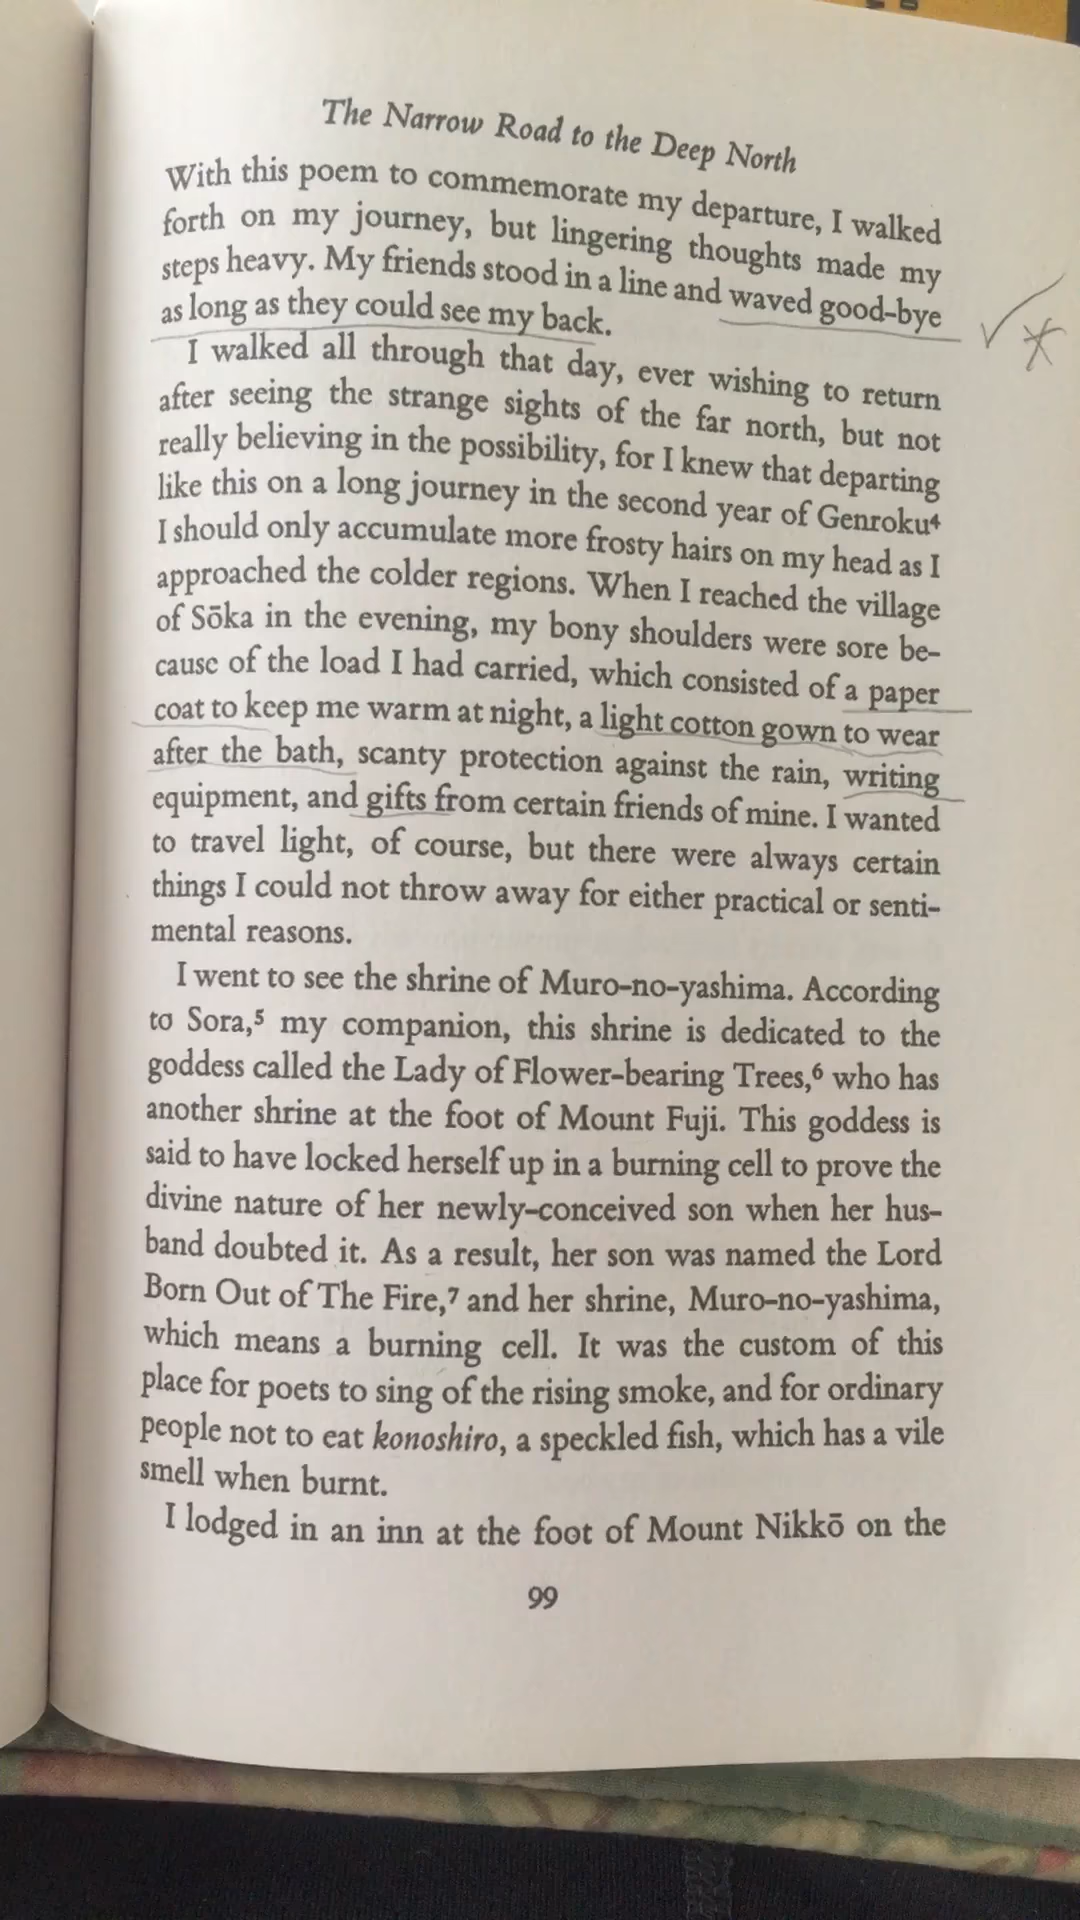 The Narrow Road to the Deep North
With this poem to commemorate my departure, I walked
forth on my journey, but lingering thoughts made my
steps heavy. My friends stood in a line and waved good-bye
as long as they could see my back.
I walked all through that day, ever wishing to return
after seeing the strange sights of the far north, but not
really believing in the possibility, for I knew that departing
like this on a long journey in the second year of Genroku⁴
I should only accumulate more frosty hairs on my head as I
approached the colder regions. When I reached the village
of Sōka in the evening, my bony shoulders were sore be-
cause of the load I had carried, which consisted of a paper
coat to keep me warm at night, a light cotton gown to wear
after the bath, scanty protection against the rain, writing
equipment, and gifts from certain friends of mine. I wanted
to travel light, of course, but there were always certain
things I could not throw away for either practical or senti-
mental reasons.
I went to see the shrine of Muro-no-yashima. According
to Sora,⁵ my companion, this shrine is dedicated to the
goddess called the Lady of Flower-bearing Trees,⁶ who has
another shrine at the foot of Mount Fuji. This goddess is
said to have locked herself up in a burning cell to prove the
divine nature of her newly-conceived son when her hus-
band doubted it. As a result, her son was named the Lord
Born Out of The Fire,⁷ and her shrine, Muro-no-yashima,
which means a burning cell. It was the custom of this
place for poets to sing of the rising smoke, and for ordinary
people not to eat konoshiro, a speckled fish, which has a vile
smell when burnt.
I lodged in an inn at the foot of Mount Nikkō on the
99